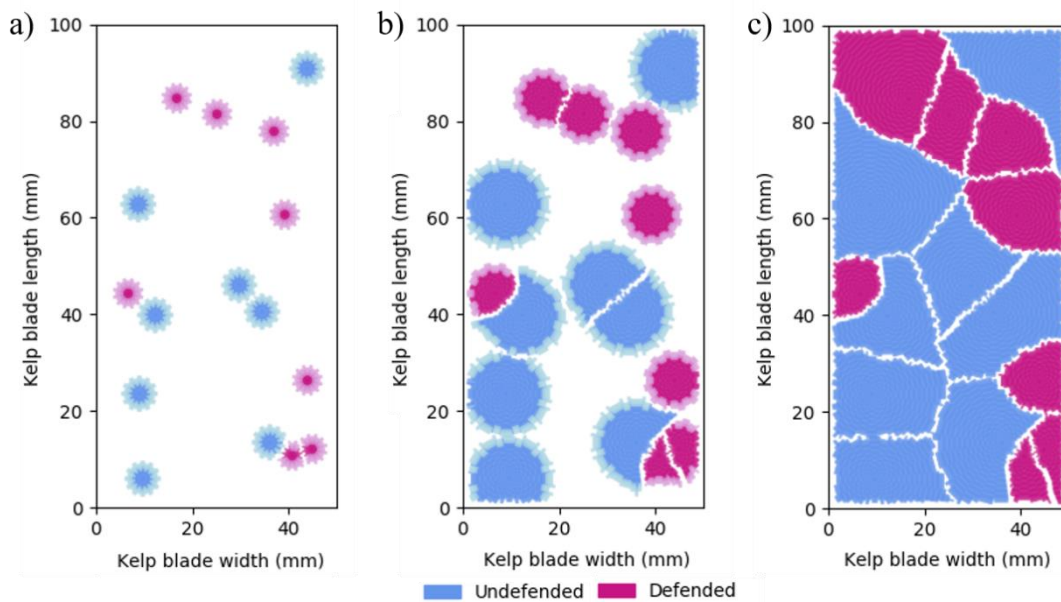 a)
100
80
60
40
20
0
Kelp blade length (mm)
0 20 40
Kelp blade width (mm)
b)
100
80
60
40
20
0
Kelp blade length (mm)
0 20 40
Kelp blade width (mm)
c)
100
80
60
40
20
0
Kelp blade length (mm)
0 20 40
Kelp blade width (mm)
Undefended Defended